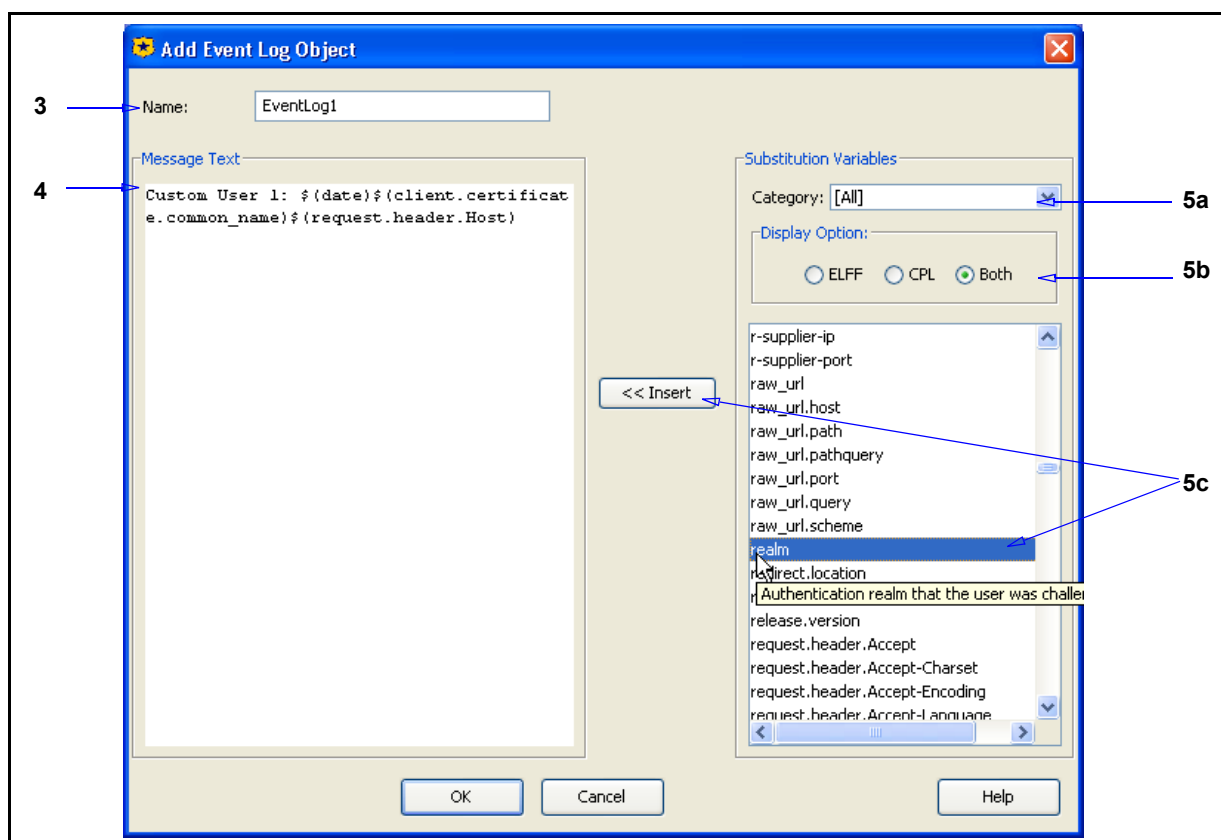 Add Event Log Object
3
Name:
EventLog1
Message Text
4
Custom User 1: $(date)$(client.certificat
e.common_name)$(request.header.Host)
<< Insert
Substitution Variables
Category:
[All]
5a
Display Option:
ELFF
CPL
Both
5b
r-supplier-ip
r-supplier-port
raw_url
raw_url.host
raw_url.path
raw_url.pathquery
raw_url.port
raw_url.query
raw_url.scheme
5c
realm
redirect.location
Authentication realm that the user was challe
release.version
request.header.Accept
request.header.Accept-Charset
request.header.Accept-Encoding
request.header.Accept-Language
OK
Cancel
Help